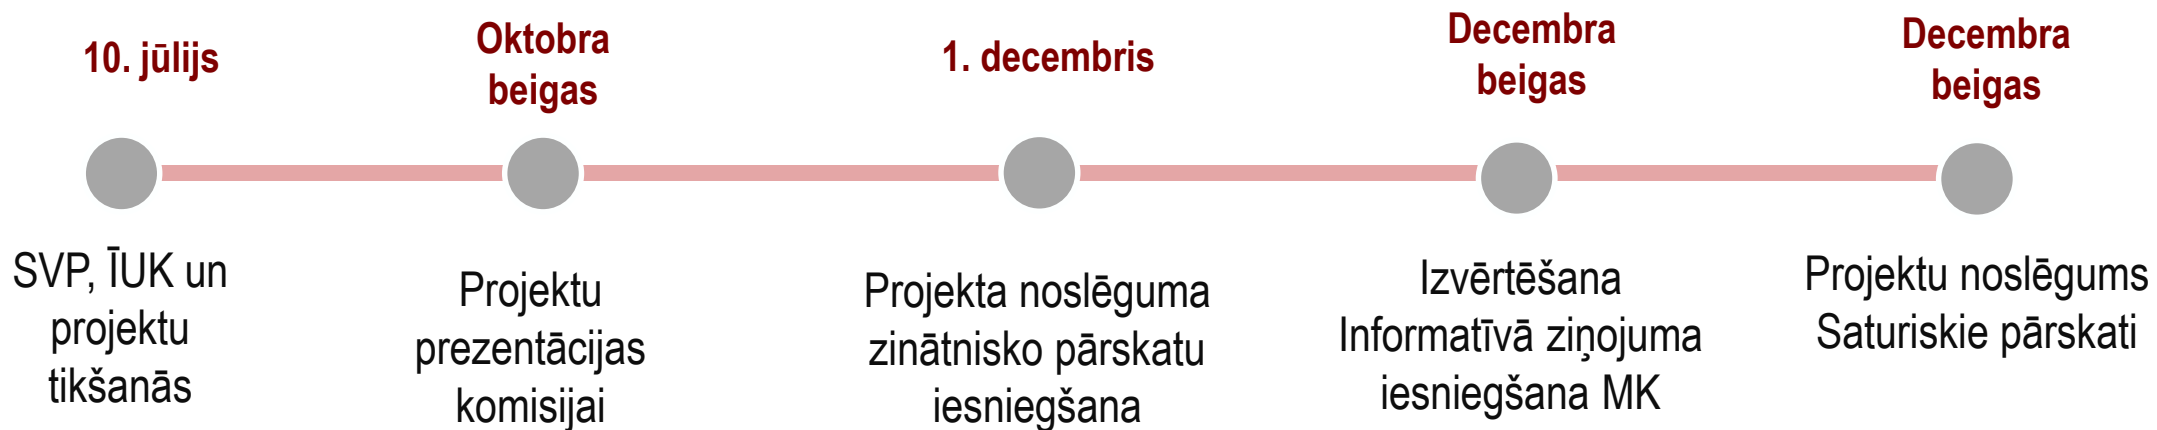 10. jūlijs
SVP, ĪUK un
projektu
tikšanās
Oktobra
beigas
Projektu
prezentācijas
komisijai
1. decembris
Projekta noslēguma
zinātnisko pārskatu
iesniegšana
Decembra
beigas
Izvērtēšana
Informatīvā ziņojuma
iesniegšana MK
Decembra
beigas
Projektu noslēgums
Saturiskie pārskati